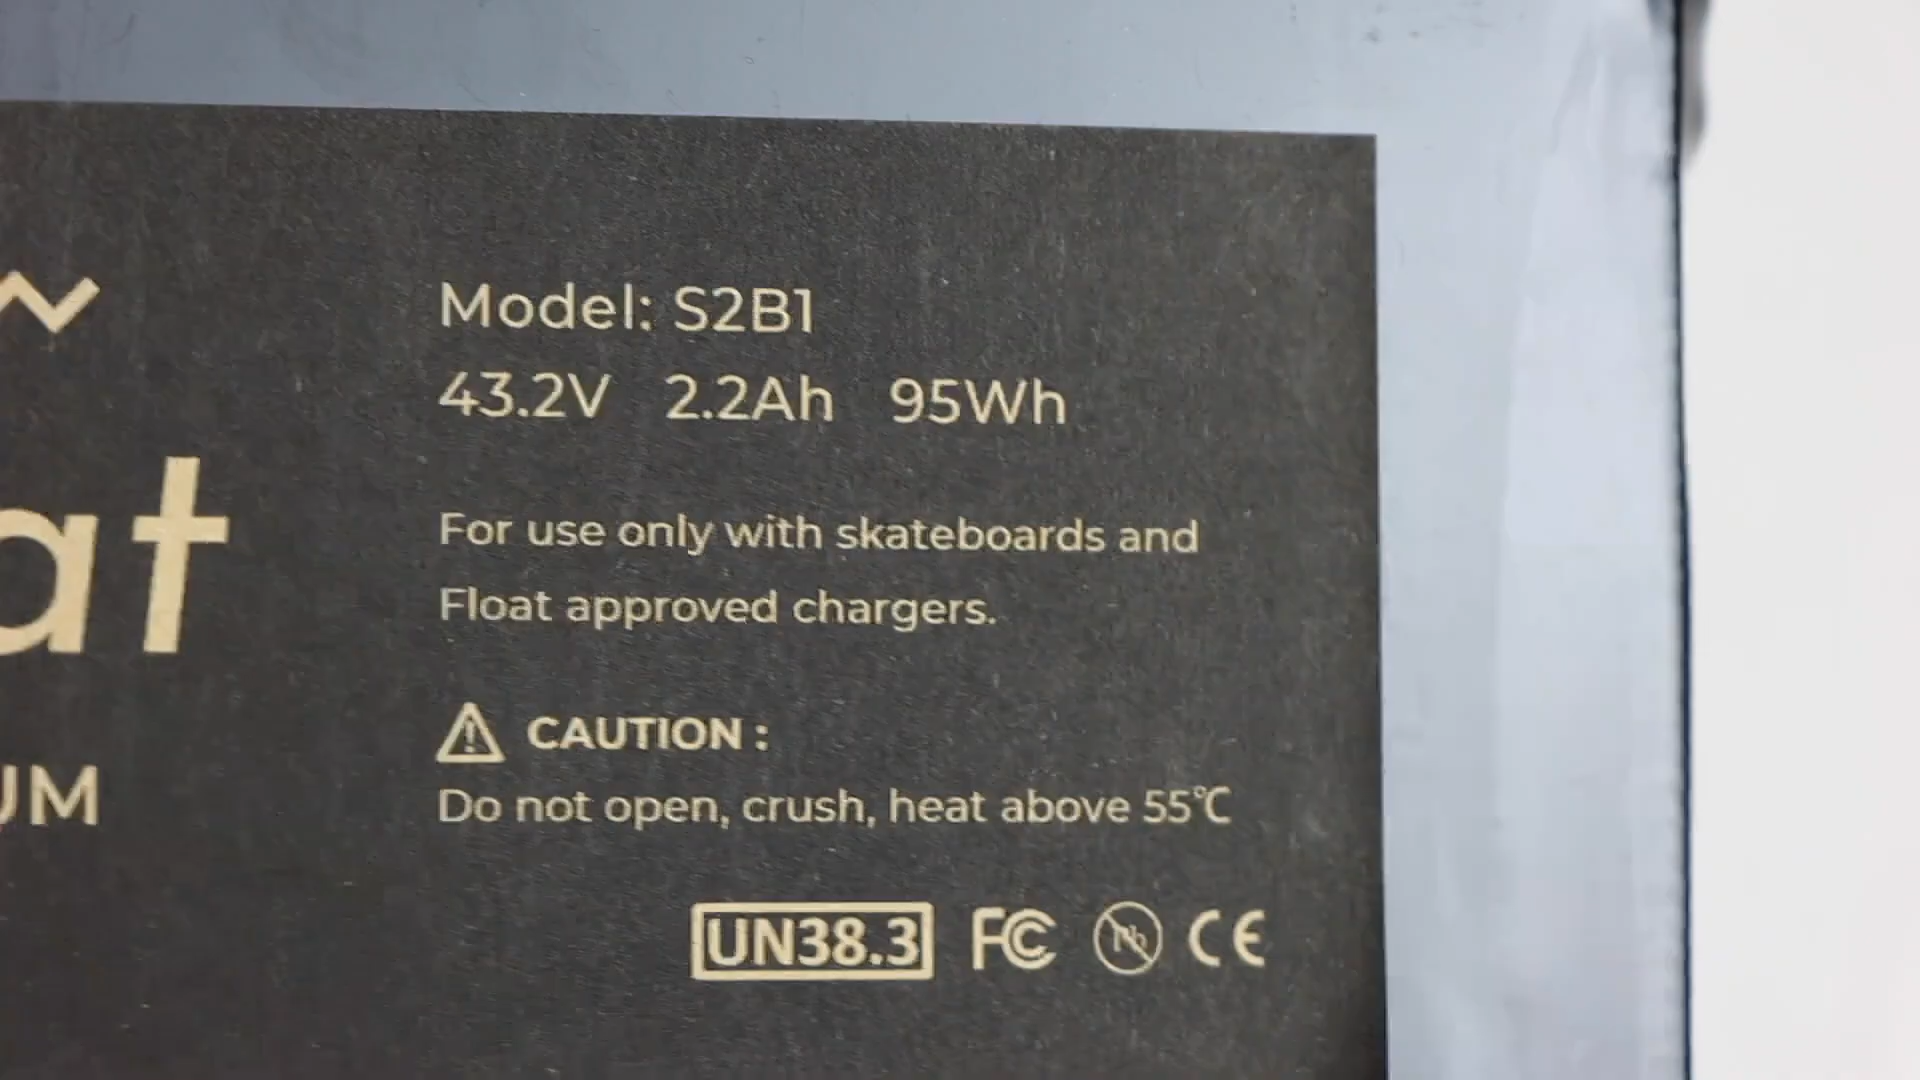 Model: S2B1
43.2V 2.2Ah 95Wh
at
For use only with skateboards and
Float approved chargers.
CAUTION :
UM
Do not open, crush, heat above 55℃
UN38.3 FC Pb CE